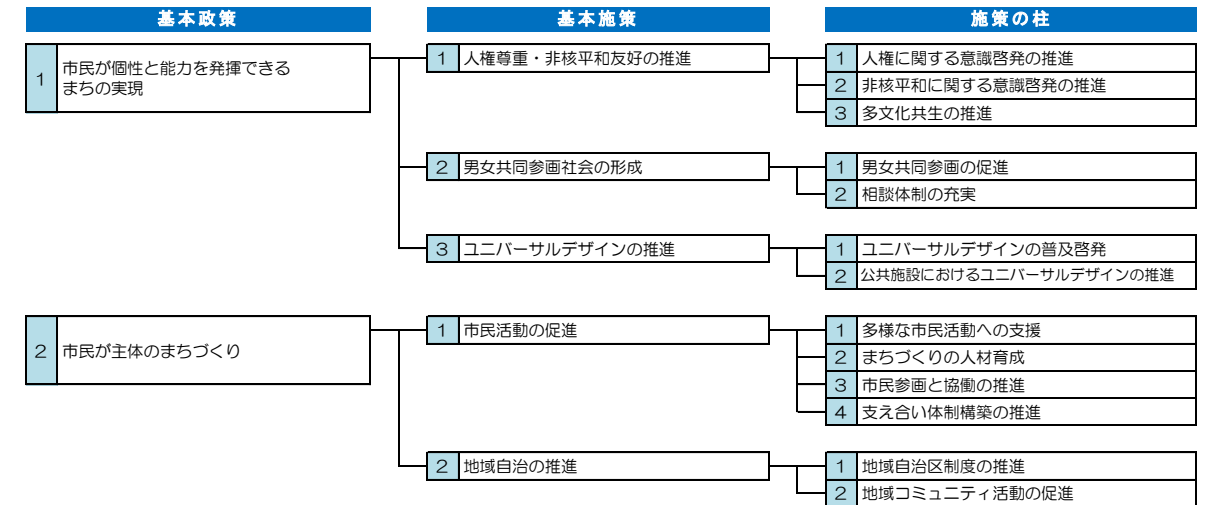 基本政策 基本施策 施策の柱
1 市民が個性と能力を発揮できる
まちの実現
1 人権尊重・非核平和友好の推進
1 人権に関する意識啓発の推進
2 非核平和に関する意識啓発の推進
3 多文化共生の推進
2 男女共同参画社会の形成
1 男女共同参画の促進
2 相談体制の充実
3 ユニバーサルデザインの推進
1 ユニバーサルデザインの普及啓発
2 公共施設におけるユニバーサルデザインの推進
2 市民が主体のまちづくり
1 市民活動の促進
1 多様な市民活動への支援
2 まちづくりの人材育成
3 市民参画と協働の推進
4 支え合い体制構築の推進
2 地域自治の推進
1 地域自治区制度の推進
2 地域コミュニティ活動の促進